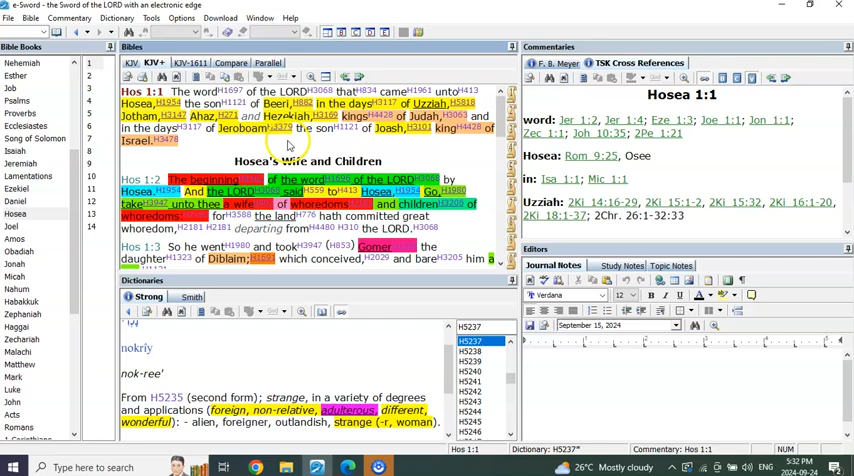 e-Sword - the Sword of the LORD with an electronic edge
File Bible Commentary Dictionary Tools Options Download Window Help
Bible Books
Nehemiah
Esther
Job
Psalms
Proverbs
Ecclesiastes
Song of Solomon
Isaiah
Jeremiah
Lamentations
Ezekiel
Daniel
Hosea
Joel
Amos
Obadiah
Jonah
Micah
Nahum
Habakkuk
Zephaniah
Haggai
Zechariah
Malachi
Matthew
Mark
Luke
John
Acts
Romans
1 Corinthians
1
2
3
4
5
6
7
8
9
10
11
12
13
14
Bibles
KJV KJV+ KJV-1611 Compare Parallel
Hos 1:1 The word H1697 of the LORD H3068 that H834 came H1961 unto H413
Hosea, H1954 the son H1121 of Beeri, H882 in the days H3117 of Uzziah, H5818
Jotham, H3147 Ahaz, H271 and Hezekiah, H3169 kings H4428 of Judah, H3063 and
in the days H3117 of Jeroboam H3379 the son H1121 of Joash, H3101 king H4428 of
Israel. H3478
Hosea's Wife and Children
Hos 1:2 The beginning of the word H1696 of the LORD H3068 by
Hosea. H1954 And the LORD H3068 said H559 to H413 Hosea, H1954 Go, H1980
take H3947 unto thee a wife of whoredoms and children H3206 of
whoredoms: for H3588 the land H776 hath committed great
whoredom, H2181 departing from H4480 H310 the LORD. H3068
Hos 1:3 So he went H1980 and took H3947 (H853) Gomer the
daughter H1323 of Diblaim; H1691 which conceived, H2029 and bare H3205 him a
Dictionaries
Strong Smith
nokrîy
nok-ree'
From H5235 (second form); strange, in a variety of degrees
and applications (foreign, non-relative, adulterous, different,
wonderful): - alien, foreigner, outlandish, strange (-r, woman).
H5237
H5237
H5238
H5239
H5240
H5241
H5242
H5243
H5244
H5245
H5246
Commentaries
F. B. Meyer TSK Cross References
Hosea 1:1
word: Jer 1:2, Jer 1:4; Eze 1:3; Joe 1:1; Jon 1:1;
Zec 1:1; Joh 10:35; 2Pe 1:21
Hosea: Rom 9:25, Osee
in: Isa 1:1; Mic 1:1
Uzziah: 2Ki 14:16-29, 2Ki 15:1-2, 2Ki 15:32, 2Ki 16:1-20,
2Ki 18:1-37; 2Chr. 26:1-32:33
Editors
Journal Notes Study Notes Topic Notes
Verdana 12 B I U A
September 15, 2024
Hos 1:1 Dictionary: H5237* Commentary: Hos 1:1 NUM
Type here to search
26°C Mostly cloudy
ENG
5:32 PM
2024-09-24